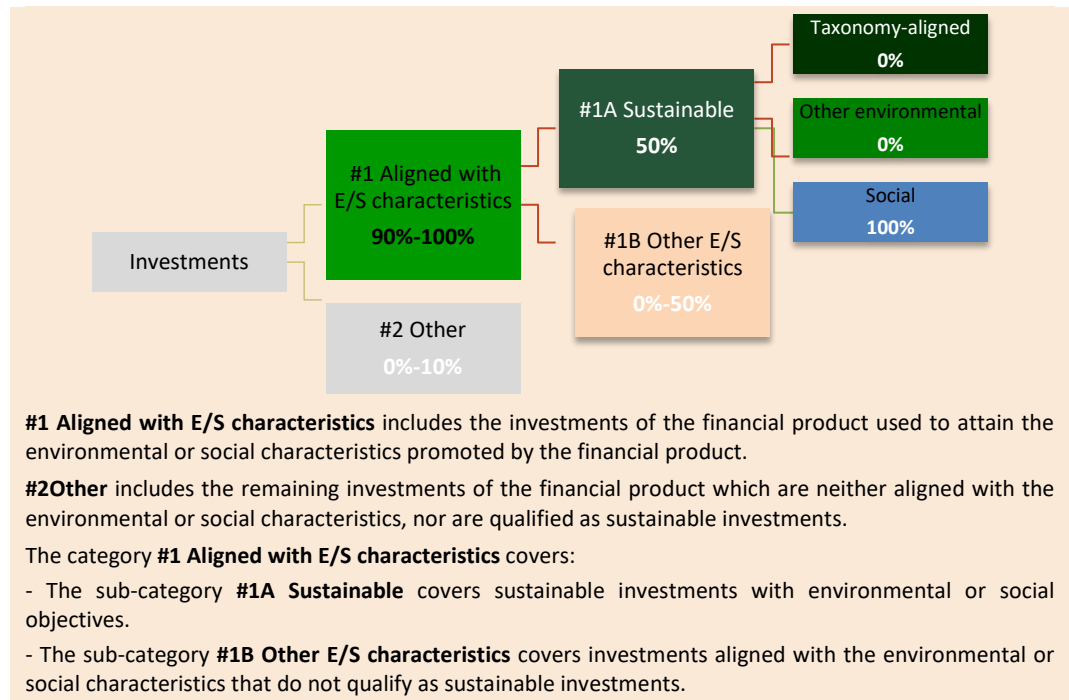 Taxonomy-aligned
0%
#1A Sustainable
50%
Other environmental
0%
#1 Aligned with
E/S characteristics
90%-100%
Social
100%
#1B Other E/S
characteristics
0%-50%
Investments
#2 Other
0%-10%
#1 Aligned with E/S characteristics includes the investments of the financial product used to attain the
environmental or social characteristics promoted by the financial product.
#2Other includes the remaining investments of the financial product which are neither aligned with the
environmental or social characteristics, nor are qualified as sustainable investments.
The category #1 Aligned with E/S characteristics covers:
- The sub-category #1A Sustainable covers sustainable investments with environmental or social
objectives.
- The sub-category #1B Other E/S characteristics covers investments aligned with the environmental or
social characteristics that do not qualify as sustainable investments.